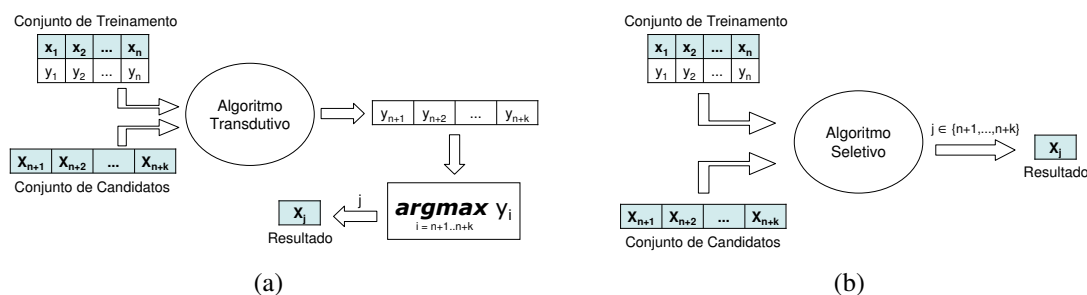 Conjunto de Treinamento
x1 x2 ... xn
y1 y2 ... yn
Algoritmo
Transdutivo
yn+1 yn+2 ... yn+k
Xn+1 Xn+2 ... Xn+k
Conjunto de Candidatos
argmax yi
i = n+1..n+k
j
Xj
Resultado
(a)
Conjunto de Treinamento
x1 x2 ... xn
y1 y2 ... yn
Algoritmo
Seletivo
j ∈ {n+1,...,n+k}
Xj
Resultado
Xn+1 Xn+2 ... Xn+k
Conjunto de Candidatos
(b)